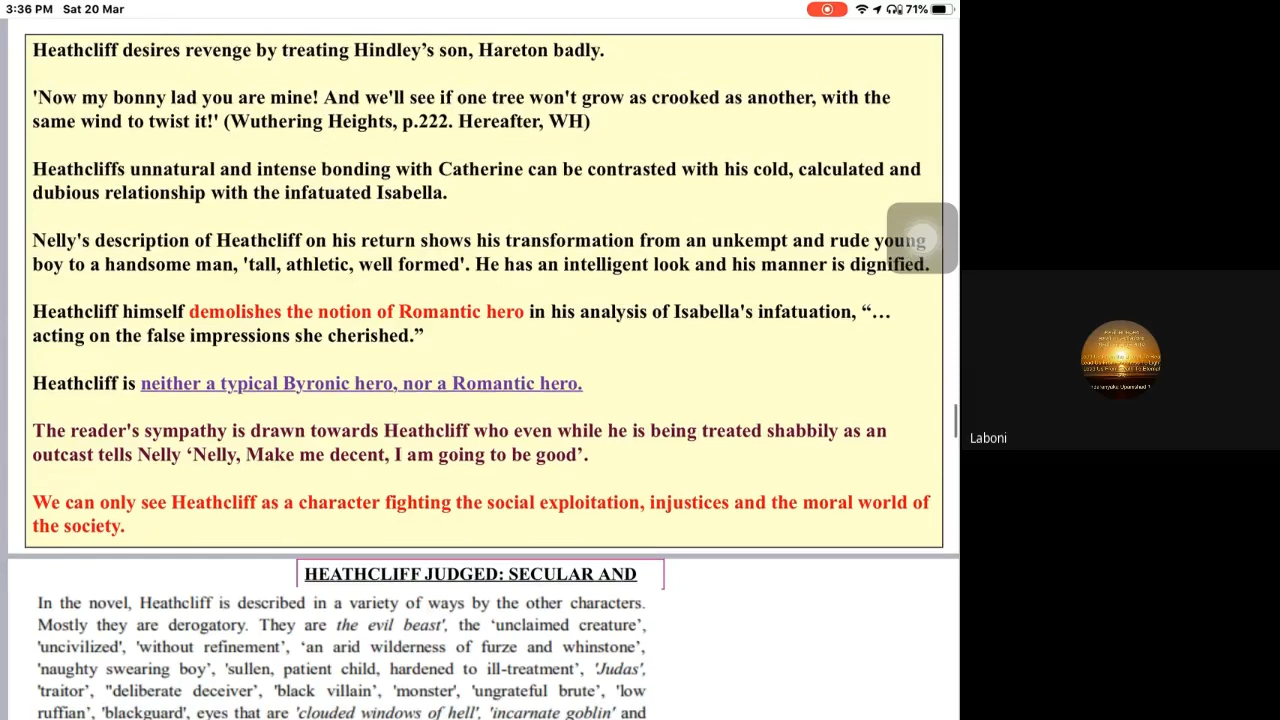 3:36 PM Sat 20 Mar
71%
Heathcliff desires revenge by treating Hindley’s son, Hareton badly.
'Now my bonny lad you are mine! And we'll see if one tree won't grow as crooked as another, with the
same wind to twist it!' (Wuthering Heights, p.222. Hereafter, WH)
Heathcliffs unnatural and intense bonding with Catherine can be contrasted with his cold, calculated and
dubious relationship with the infatuated Isabella.
Nelly's description of Heathcliff on his return shows his transformation from an unkempt and rude young
boy to a handsome man, 'tall, athletic, well formed'. He has an intelligent look and his manner is dignified.
Heathcliff himself demolishes the notion of Romantic hero in his analysis of Isabella's infatuation, “…
acting on the false impressions she cherished.”
Heathcliff is neither a typical Byronic hero, nor a Romantic hero.
The reader's sympathy is drawn towards Heathcliff who even while he is being treated shabbily as an
outcast tells Nelly ‘Nelly, Make me decent, I am going to be good’.
We can only see Heathcliff as a character fighting the social exploitation, injustices and the moral world of
the society.
HEATHCLIFF JUDGED: SECULAR AND
In the novel, Heathcliff is described in a variety of ways by the other characters.
Mostly they are derogatory. They are the evil beast', the ‘unclaimed creature’,
'uncivilized', 'without refinement’, ‘an arid wilderness of furze and whinstone’,
'naughty swearing boy’, 'sullen, patient child, hardened to ill-treatment’, 'Judas',
'traitor’, "deliberate deceiver’, 'black villain’, 'monster', 'ungrateful brute’, 'low
ruffian’, 'blackguard', eyes that are 'clouded windows of hell', 'incarnate goblin' and
Laboni